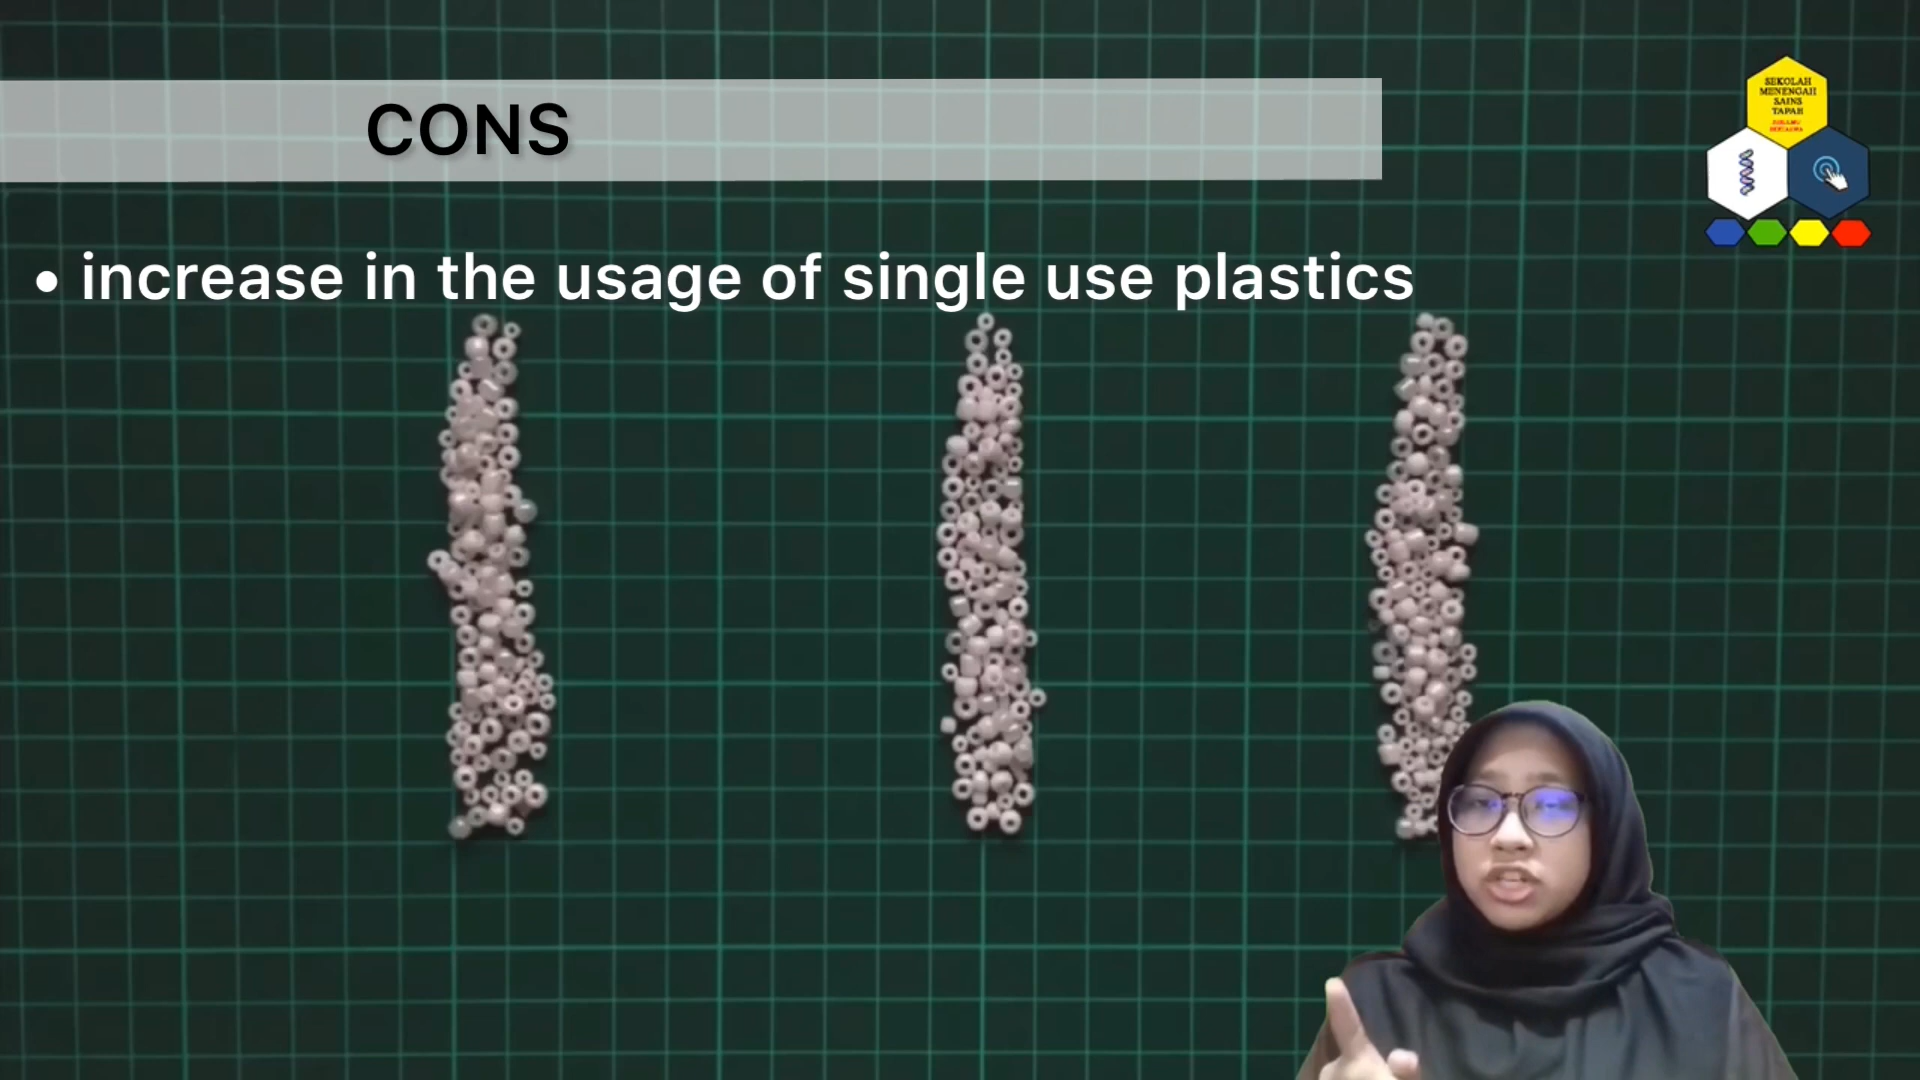 CONS
• increase in the usage of single use plastics
SEKOLAH
MENENGAH
SAINS
TAPAH